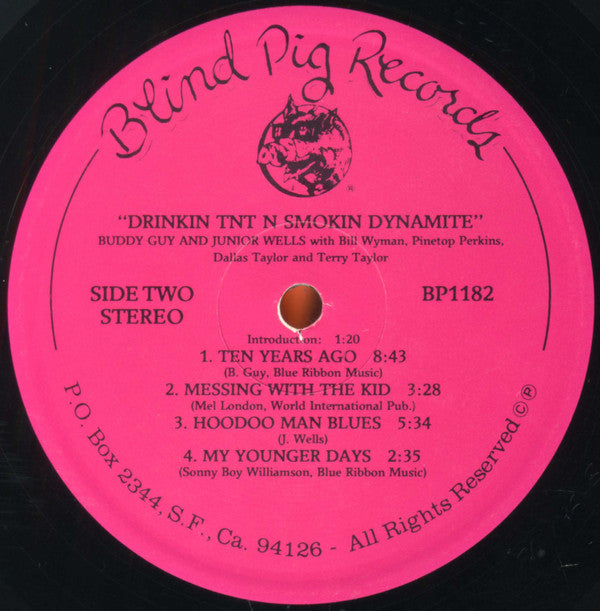 Blind Pig Records
®
"DRINKIN TNT N SMOKIN DYNAMITE"
BUDDY GUY AND JUNIOR WELLS with Bill Wyman, Pinetop Perkins,
Dallas Taylor and Terry Taylor
SIDE TWO
STEREO
BP1182
Introduction: 1:20
1. TEN YEARS AGO 8:43
(B. Guy, Blue Ribbon Music)
2. MESSING WITH THE KID 3:28
(Mel London, World International Pub.)
3. HOODOO MAN BLUES 5:34
(J. Wells)
4. MY YOUNGER DAYS 2:35
(Sonny Boy Williamson, Blue Ribbon Music)
P.O. Box 2344, S.F., Ca. 94126 - All Rights Reserved ©℗